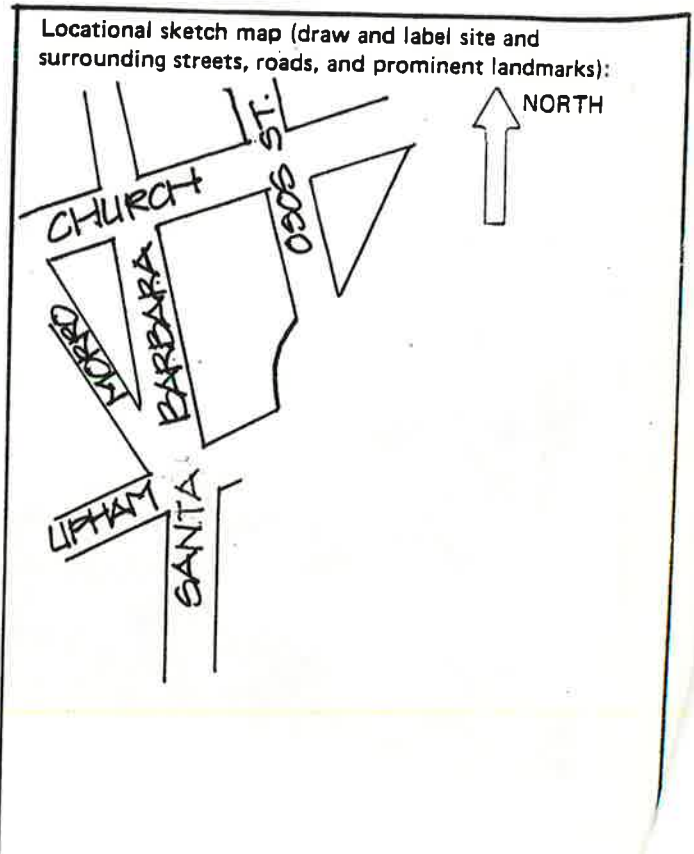 Locational sketch map (draw and label site and
surrounding streets, roads, and prominent landmarks):
NORTH
OSOS ST.
CHURCH
MORRO
SANTA BARBARA
UPHAM